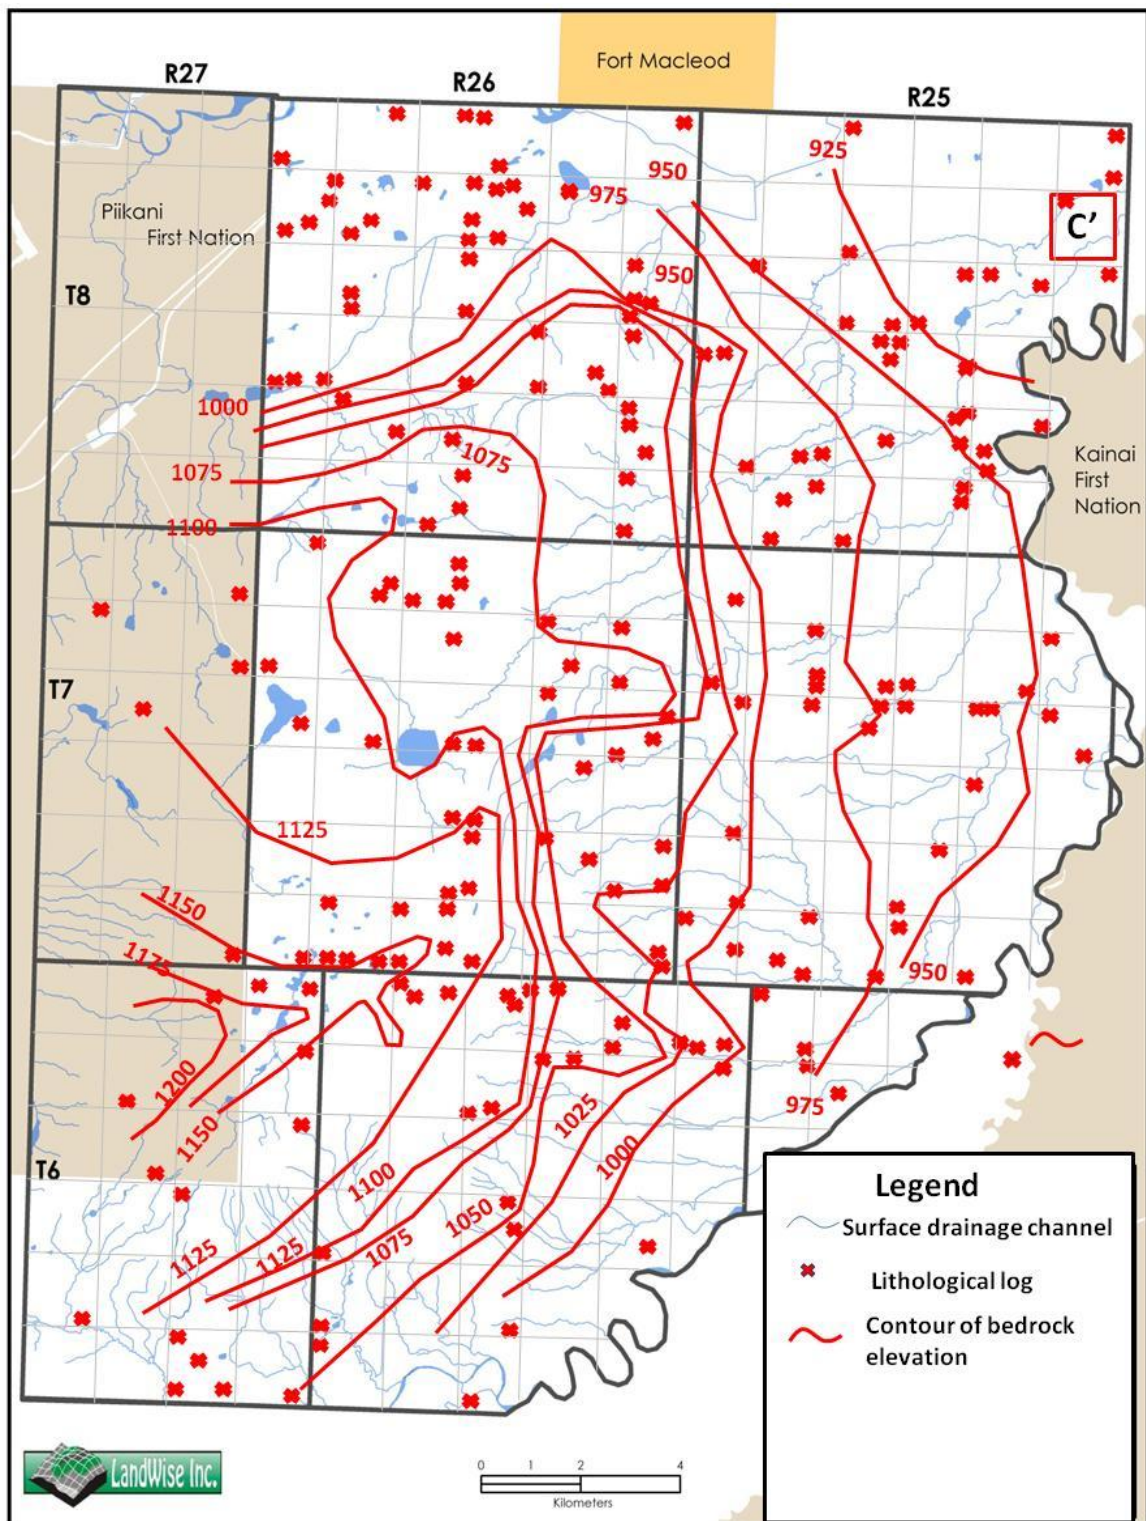 Fort Macleod
R27
R26
R25
925
950
975
Piikani
First Nation
C’
950
T8
1000
1075
1075
Kainai
First
Nation
1100
T7
1125
1150
1175
950
1200
1150
1025
975
1000
T6
1100
1050
1125
1125
1075
Legend
Surface drainage channel
Lithological log
Contour of bedrock
elevation
LandWise Inc.
0 1 2 4
Kilometers